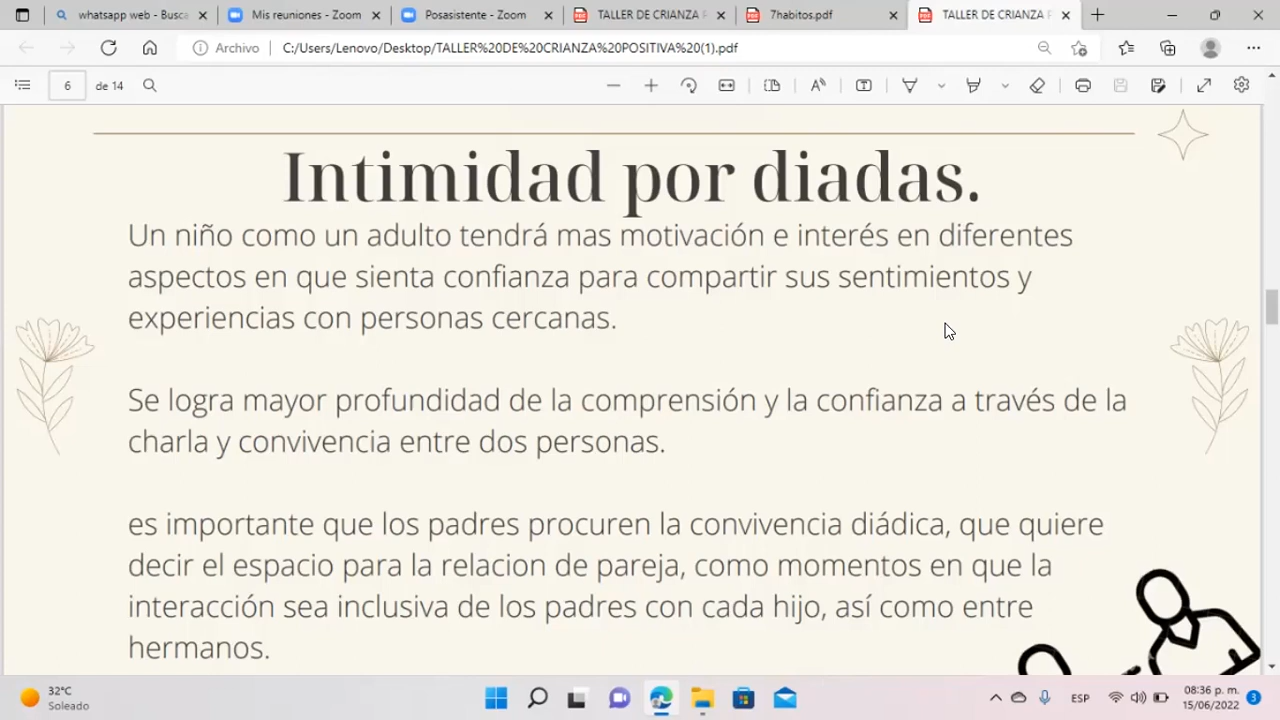 whatsapp web - Busca
Mis reuniones - Zoom
Posasistente - Zoom
TALLER DE CRIANZA P
7habitos.pdf
TALLER DE CRIANZA P
Archivo
C:/Users/Lenovo/Desktop/TALLER%20DE%20CRIANZA%20POSITIVA%20(1).pdf
6 de 14
Intimidad por diadas.
Un niño como un adulto tendrá mas motivación e interés en diferentes
aspectos en que sienta confianza para compartir sus sentimientos y
experiencias con personas cercanas.
Se logra mayor profundidad de la comprensión y la confianza a través de la
charla y convivencia entre dos personas.
es importante que los padres procuren la convivencia diádica, que quiere
decir el espacio para la relacion de pareja, como momentos en que la
interacción sea inclusiva de los padres con cada hijo, así como entre
hermanos.
32°C
Soleado
ESP
08:36 p. m.
15/06/2022
3